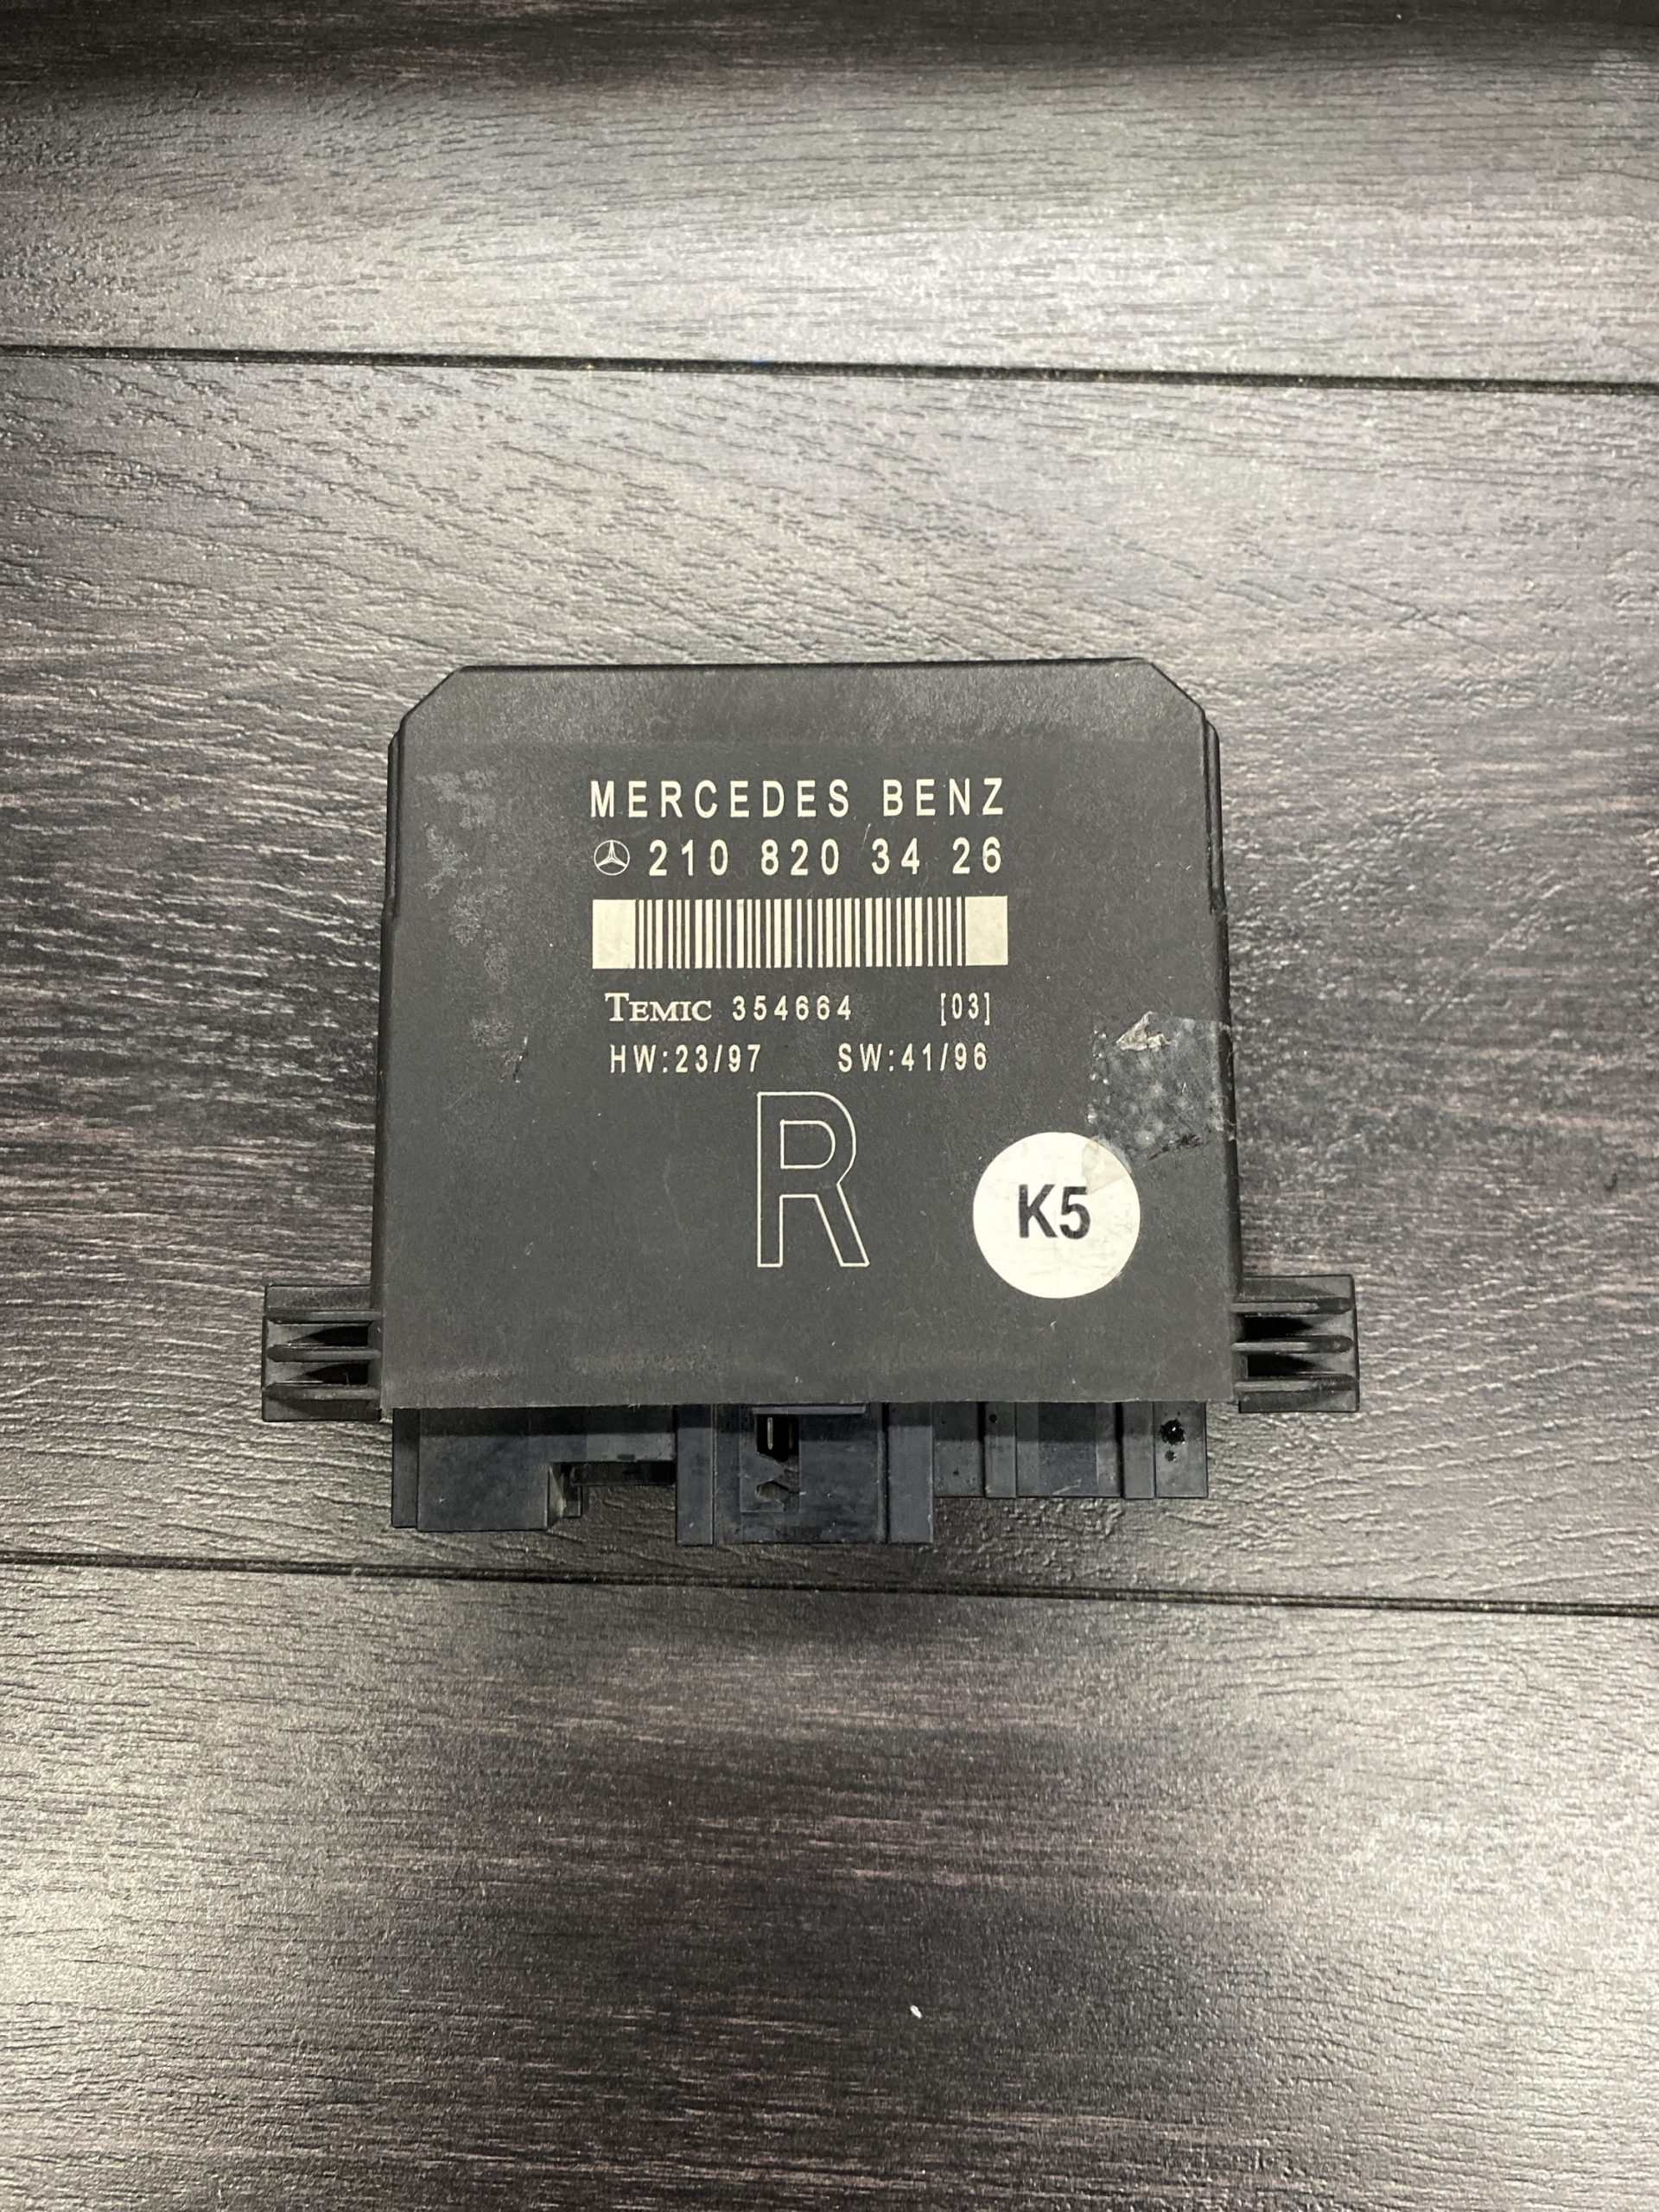 MERCEDES BENZ
210 820 34 26
TEMIC 354664 [03]
HW:23/97 SW:41/96
R
K5